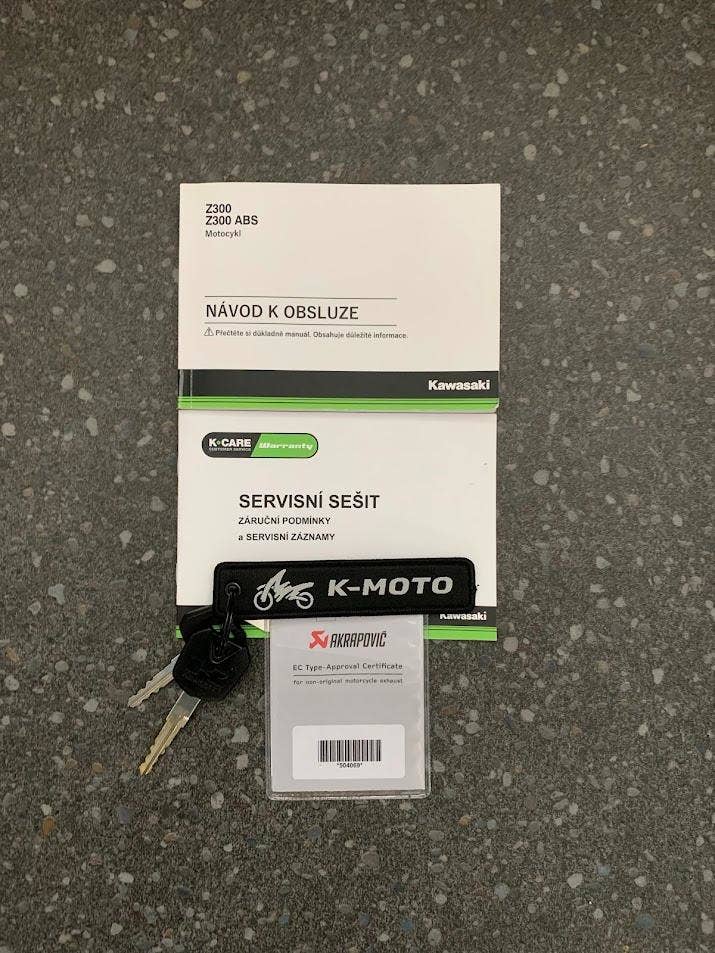 Z300
Z300 ABS
Motocykl
NÁVOD K OBSLUZE
Přečtěte si důkladně manuál. Obsahuje důležité informace.
Kawasaki
K-CARE
CUSTOMER SERVICE
Warranty
SERVISNÍ SEŠIT
ZÁRUČNÍ PODMÍNKY
a SERVISNÍ ZÁZNAMY
K-MOTO
Kawasaki
AKRAPOVIČ
EC Type-Approval Certificate
for non-original motorcycle exhaust
*504069*